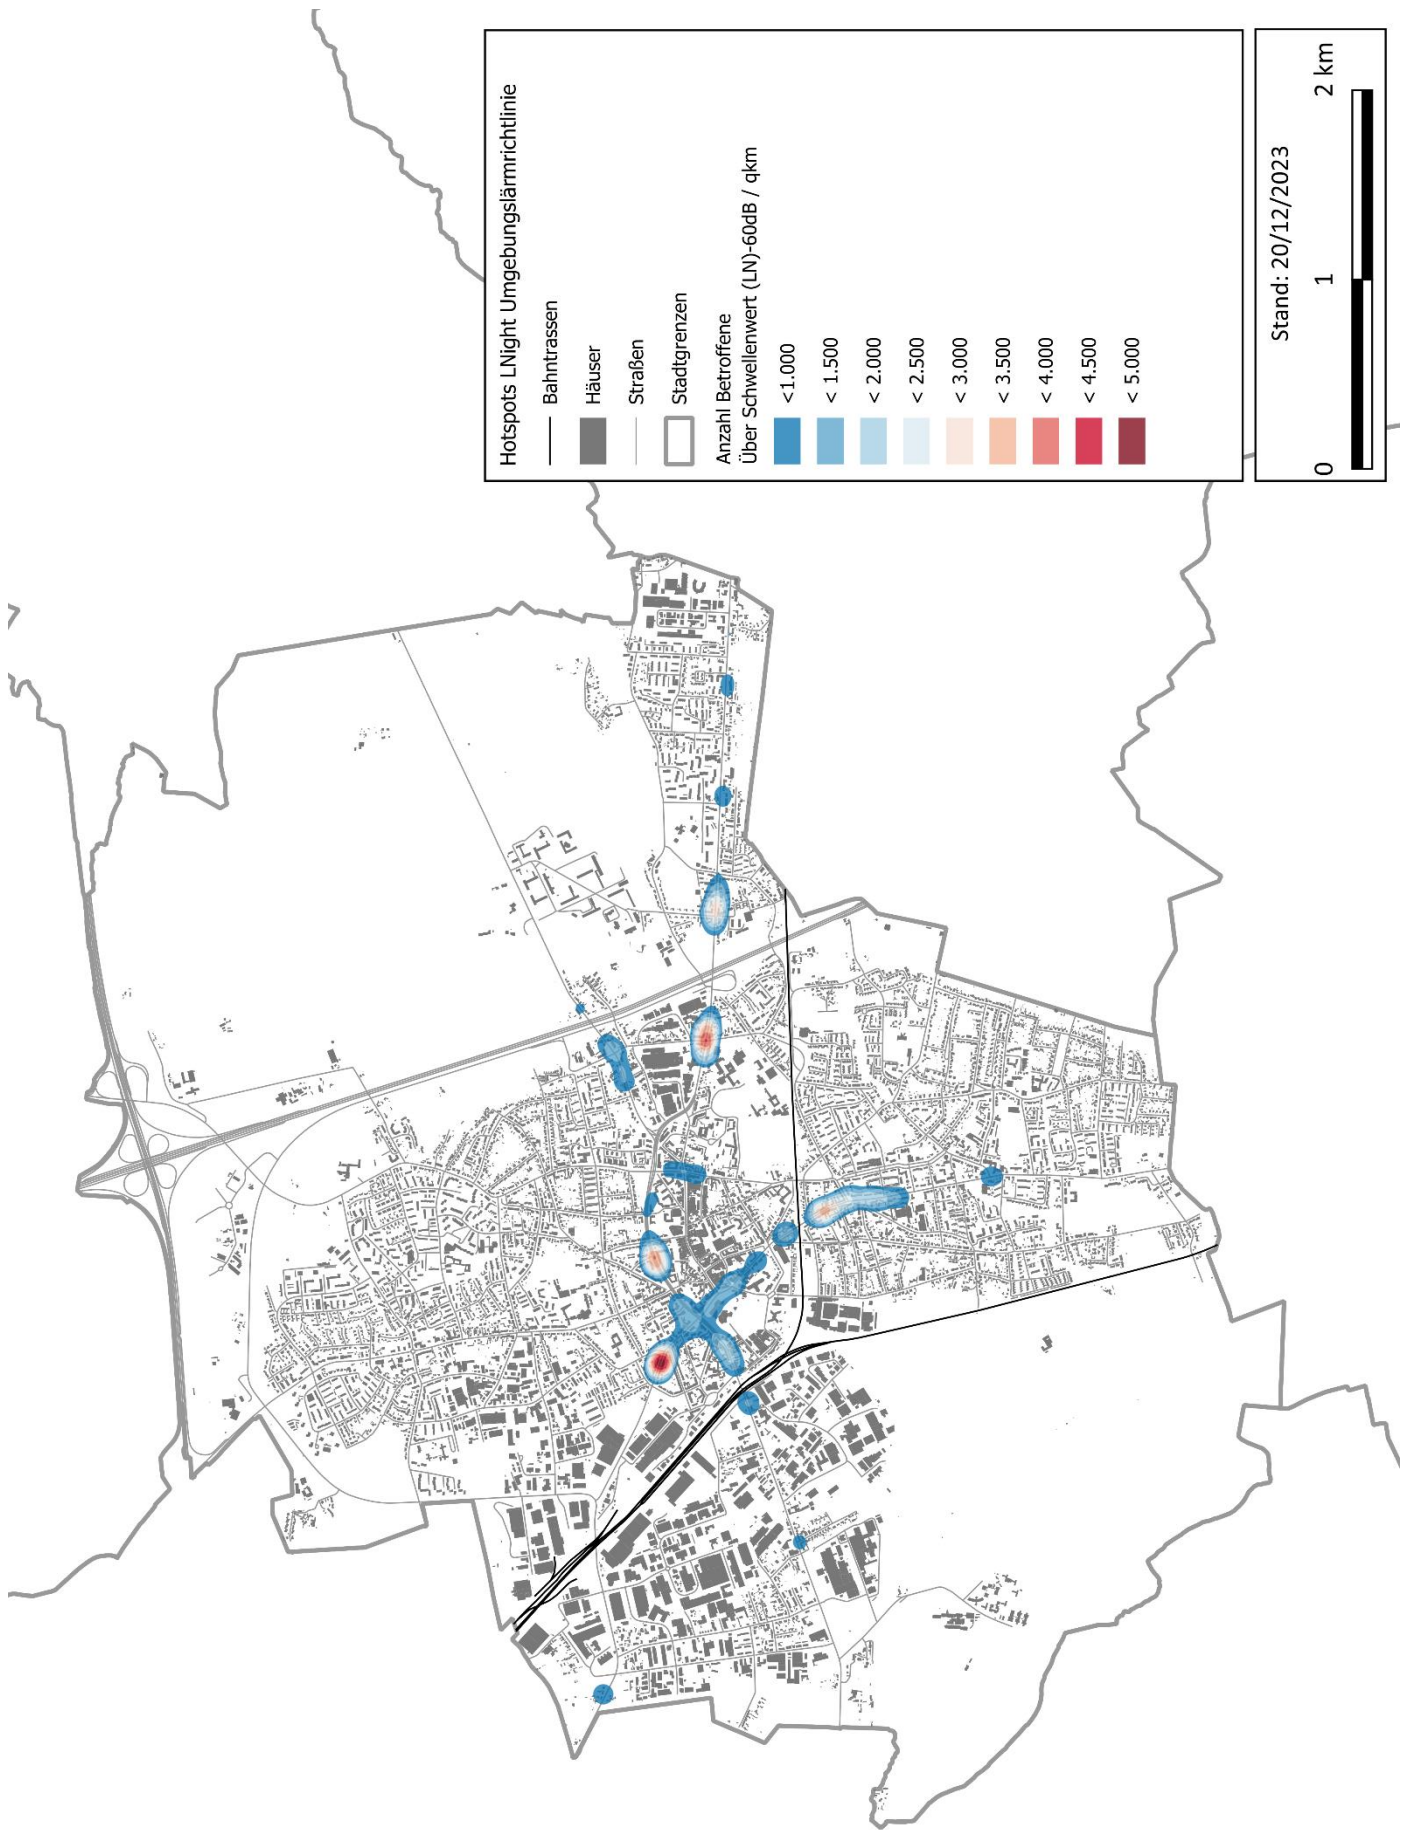 Hotspots LNight Umgebungslärmrichtlinie
Bahntrassen
Häuser
Straßen
Stadtgrenzen
Anzahl Betroffene
Über Schwellenwert (LN)-60dB / qkm
<1.000
< 1.500
< 2.000
< 2.500
< 3.000
< 3.500
< 4.000
< 4.500
< 5.000
Stand: 20/12/2023
0 1 2 km